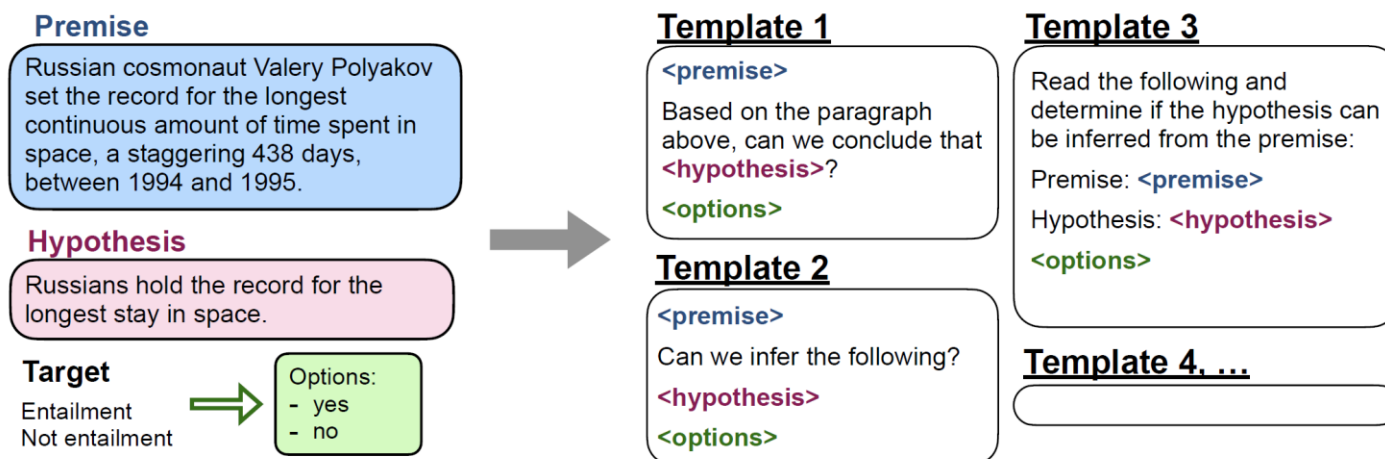 Premise
Russian cosmonaut Valery Polyakov
set the record for the longest
continuous amount of time spent in
space, a staggering 438 days,
between 1994 and 1995.
Hypothesis
Russians hold the record for the
longest stay in space.
Target
Entailment
Not entailment
Options:
- yes
- no
Template 1
<premise>
Based on the paragraph
above, can we conclude that
<hypothesis>?
<options>
Template 2
<premise>
Can we infer the following?
<hypothesis>
<options>
Template 3
Read the following and
determine if the hypothesis can
be inferred from the premise:
Premise: <premise>
Hypothesis: <hypothesis>
<options>
Template 4, ...